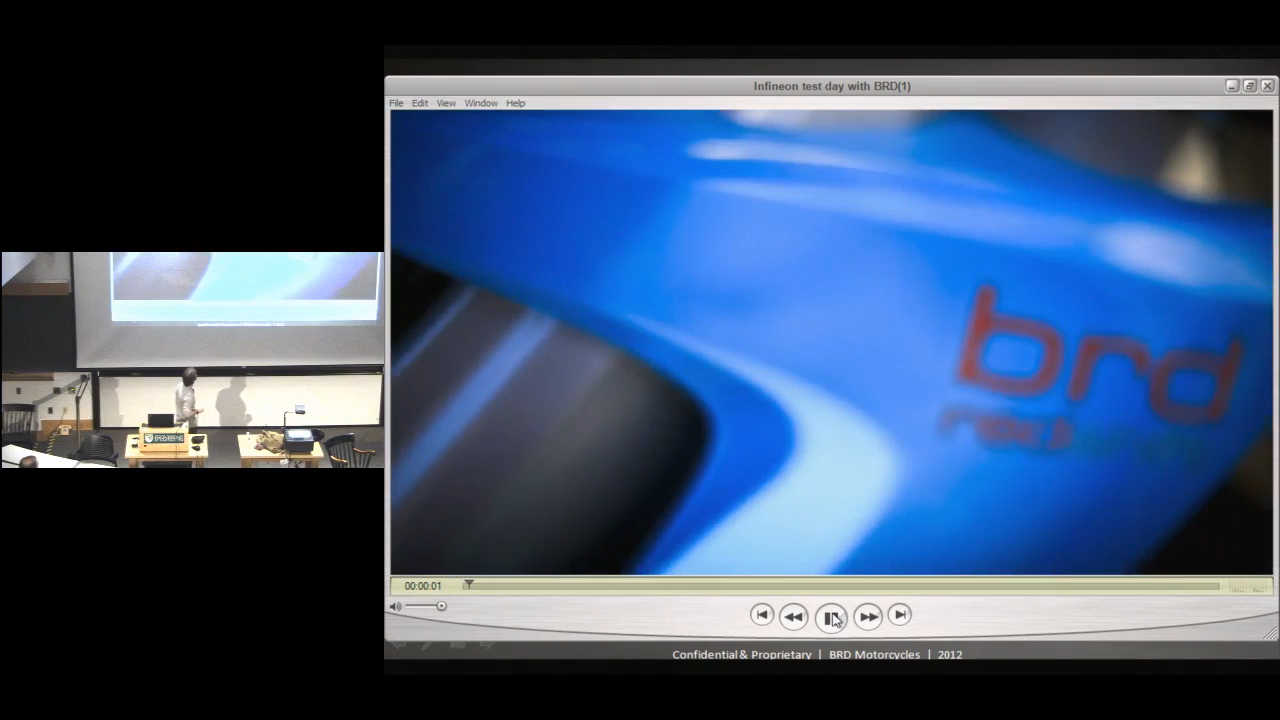 Infineon test day with BRD(1)
File Edit View Window Help
brd
00:00:01
Confidential & Proprietary | BRD Motorcycles | 2012